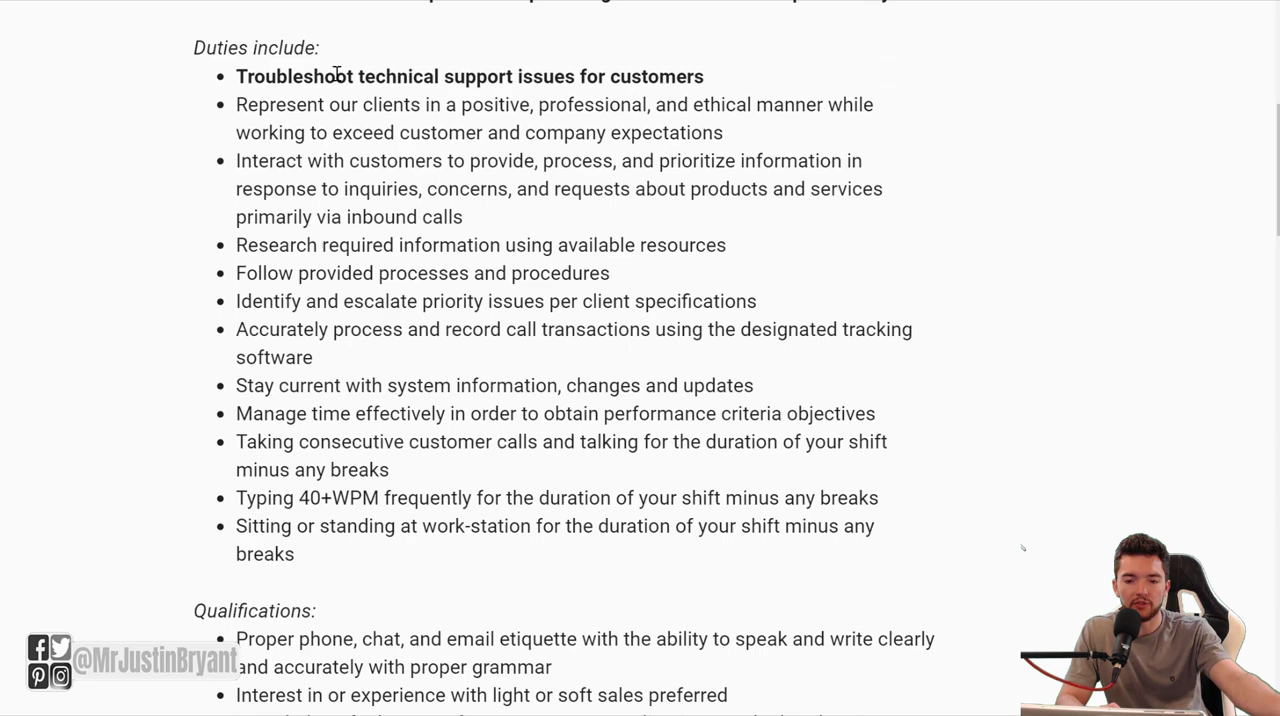 Duties include:
Troubleshoot technical support issues for customers
Represent our clients in a positive, professional, and ethical manner while
working to exceed customer and company expectations
Interact with customers to provide, process, and prioritize information in
response to inquiries, concerns, and requests about products and services
primarily via inbound calls
Research required information using available resources
Follow provided processes and procedures
Identify and escalate priority issues per client specifications
Accurately process and record call transactions using the designated tracking
software
Stay current with system information, changes and updates
Manage time effectively in order to obtain performance criteria objectives
Taking consecutive customer calls and talking for the duration of your shift
minus any breaks
Typing 40+WPM frequently for the duration of your shift minus any breaks
Sitting or standing at work-station for the duration of your shift minus any
breaks
Qualifications:
Proper phone, chat, and email etiquette with the ability to speak and write clearly
and accurately with proper grammar
@MrJustinBryant
Interest in or experience with light or soft sales preferred